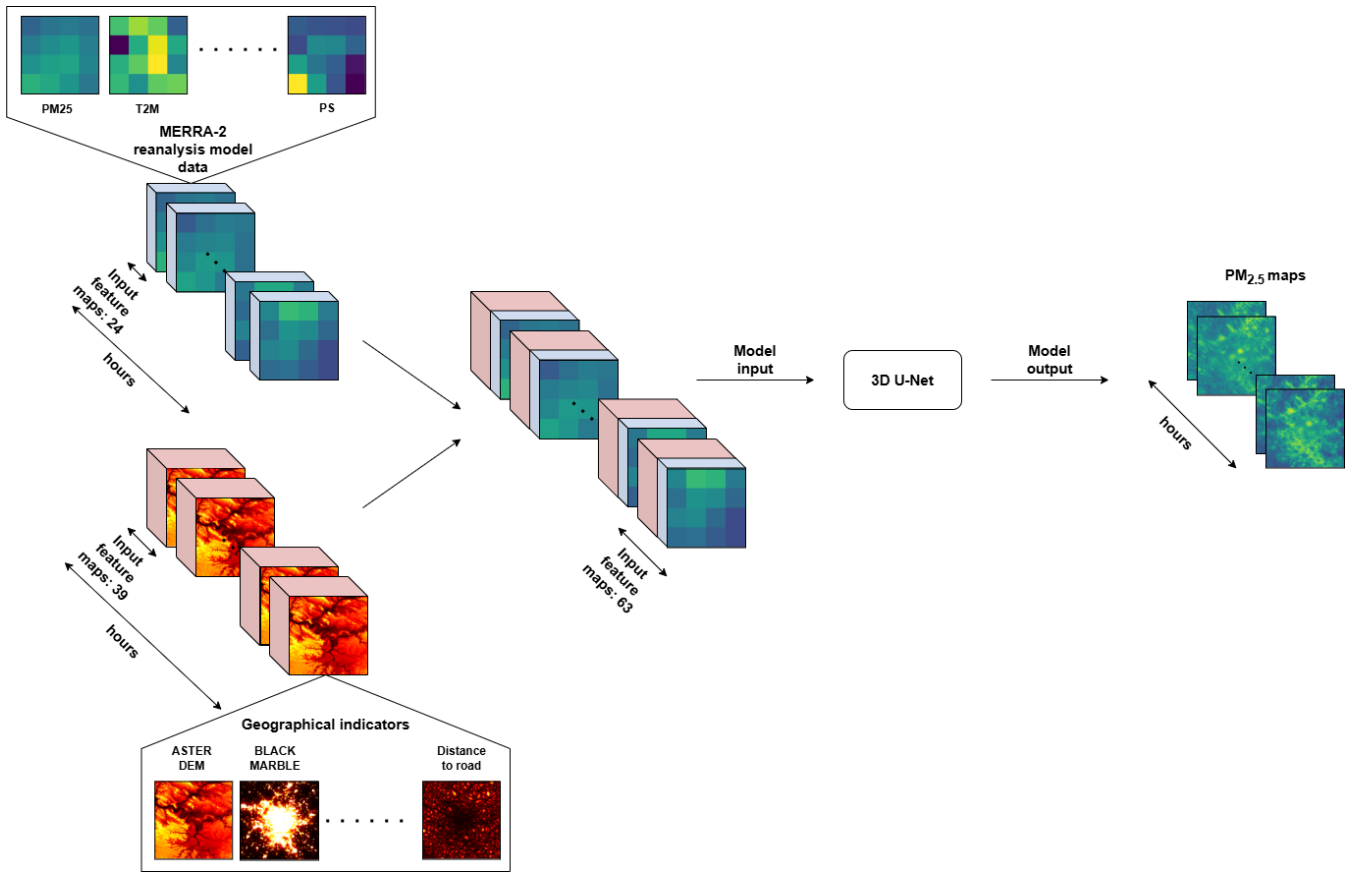 PM25
T2M
PS
MERRA-2
reanalysis model
data
Input
feature
maps: 24
hours
Input
feature
maps: 39
hours
Geographical indicators
ASTER
DEM
BLACK
MARBLE
Distance
to road
Input
feature
maps: 63
Model
input
3D U-Net
Model
output
PM2.5 maps
hours